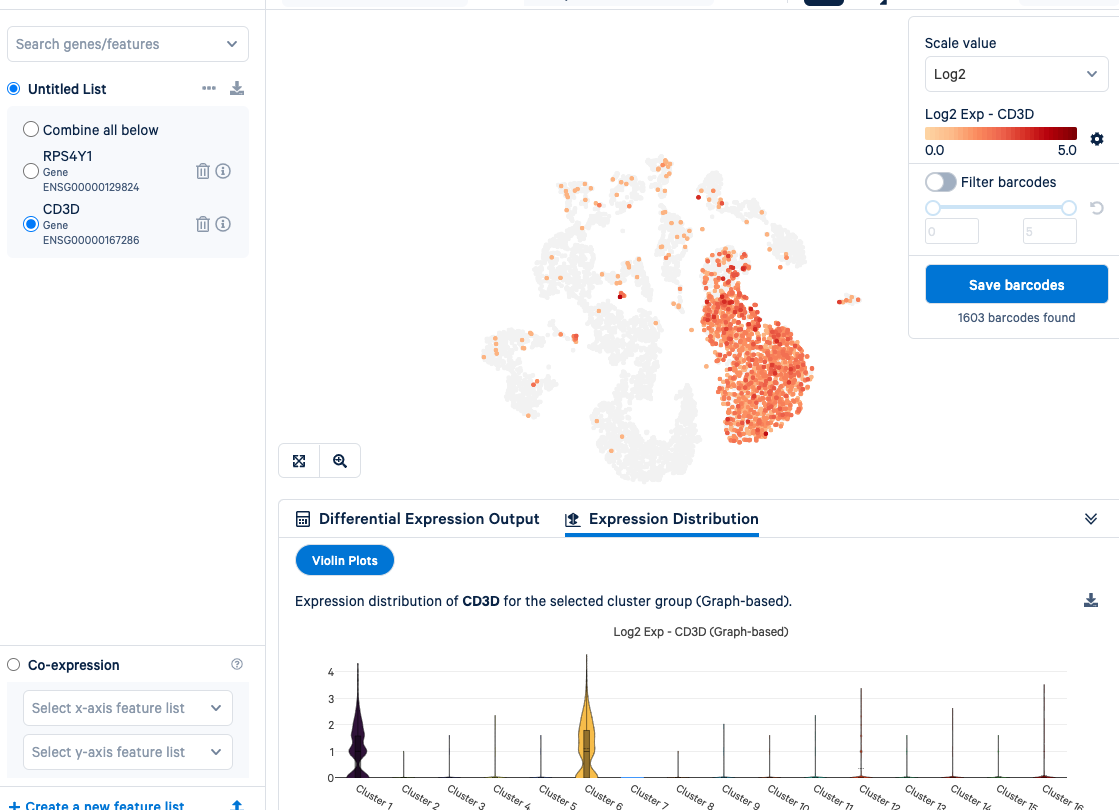 Search genes/features
Untitled List
Combine all below
RPS4Y1
Gene
ENSG00000129824
CD3D
Gene
ENSG00000167286
Co-expression
Select x-axis feature list
Select y-axis feature list
+ Create a new feature list
Scale value
Log2
Log2 Exp - CD3D
0.0 5.0
Filter barcodes
0 5
Save barcodes
1603 barcodes found
Differential Expression Output Expression Distribution
Violin Plots
Expression distribution of CD3D for the selected cluster group (Graph-based).
Log2 Exp - CD3D (Graph-based)
4
3
2
1
0
Cluster 1 Cluster 2 Cluster 3 Cluster 4 Cluster 5 Cluster 6 Cluster 7 Cluster 8 Cluster 9 Cluster 10 Cluster 11 Cluster 12 Cluster 13 Cluster 14 Cluster 15 Cluster 16